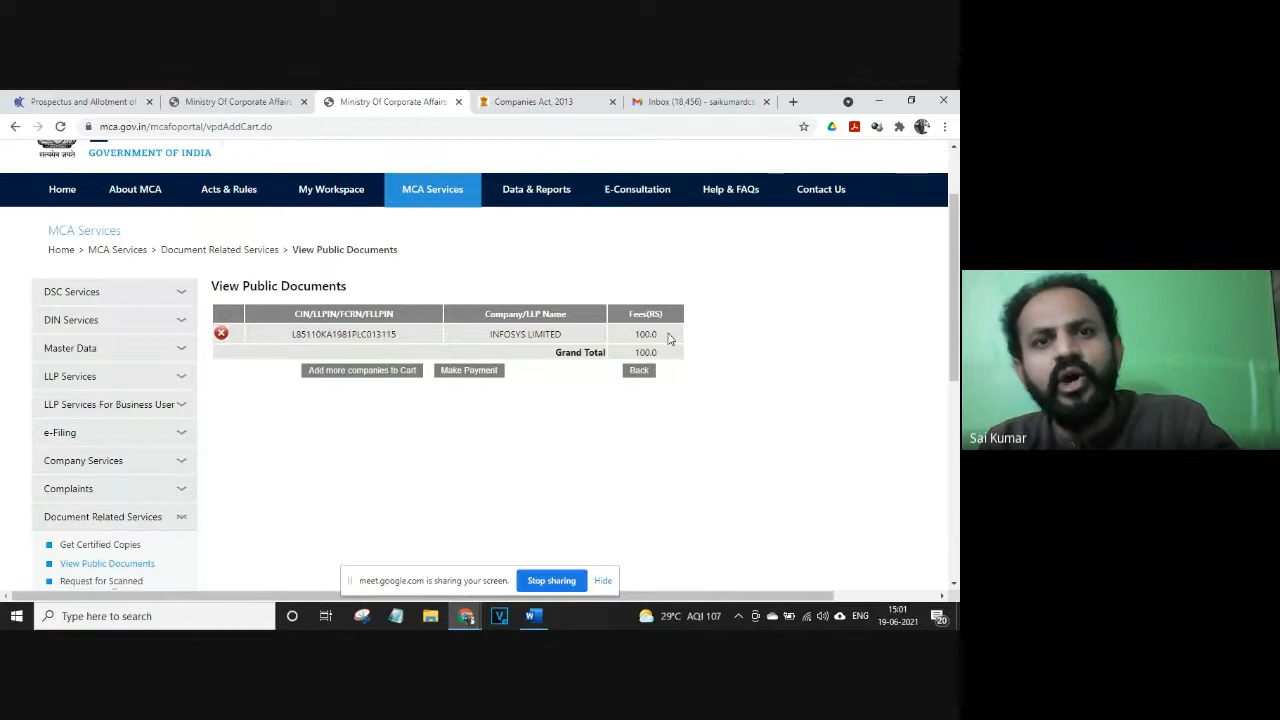 Prospectus and Allotment of
Ministry Of Corporate Affairs
Ministry Of Corporate Affairs
Companies Act, 2013
Inbox (18,456) - saikumardcs
mca.gov.in/mcafoportal/vpdAddCart.do
सत्यमेव जयते
GOVERNMENT OF INDIA
Home
About MCA
Acts & Rules
My Workspace
MCA Services
Data & Reports
E-Consultation
Help & FAQs
Contact Us
MCA Services
Home > MCA Services > Document Related Services > View Public Documents
DSC Services
DIN Services
Master Data
LLP Services
LLP Services For Business User
e-Filing
Company Services
Complaints
Document Related Services
Get Certified Copies
View Public Documents
Request for Scanned
View Public Documents
CIN/LLPIN/FCRN/FLLPIN Company/LLP Name Fees(RS)
L85110KA1981PLC013115 INFOSYS LIMITED 100.0
Grand Total 100.0
Add more companies to Cart Make Payment Back
meet.google.com is sharing your screen. Stop sharing Hide
Sai Kumar
Type here to search
29°C AQI 107
ENG
15:01
19-06-2021
20